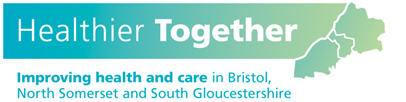 Healthier Together
Improving health and care in Bristol,
North Somerset and South Gloucestershire